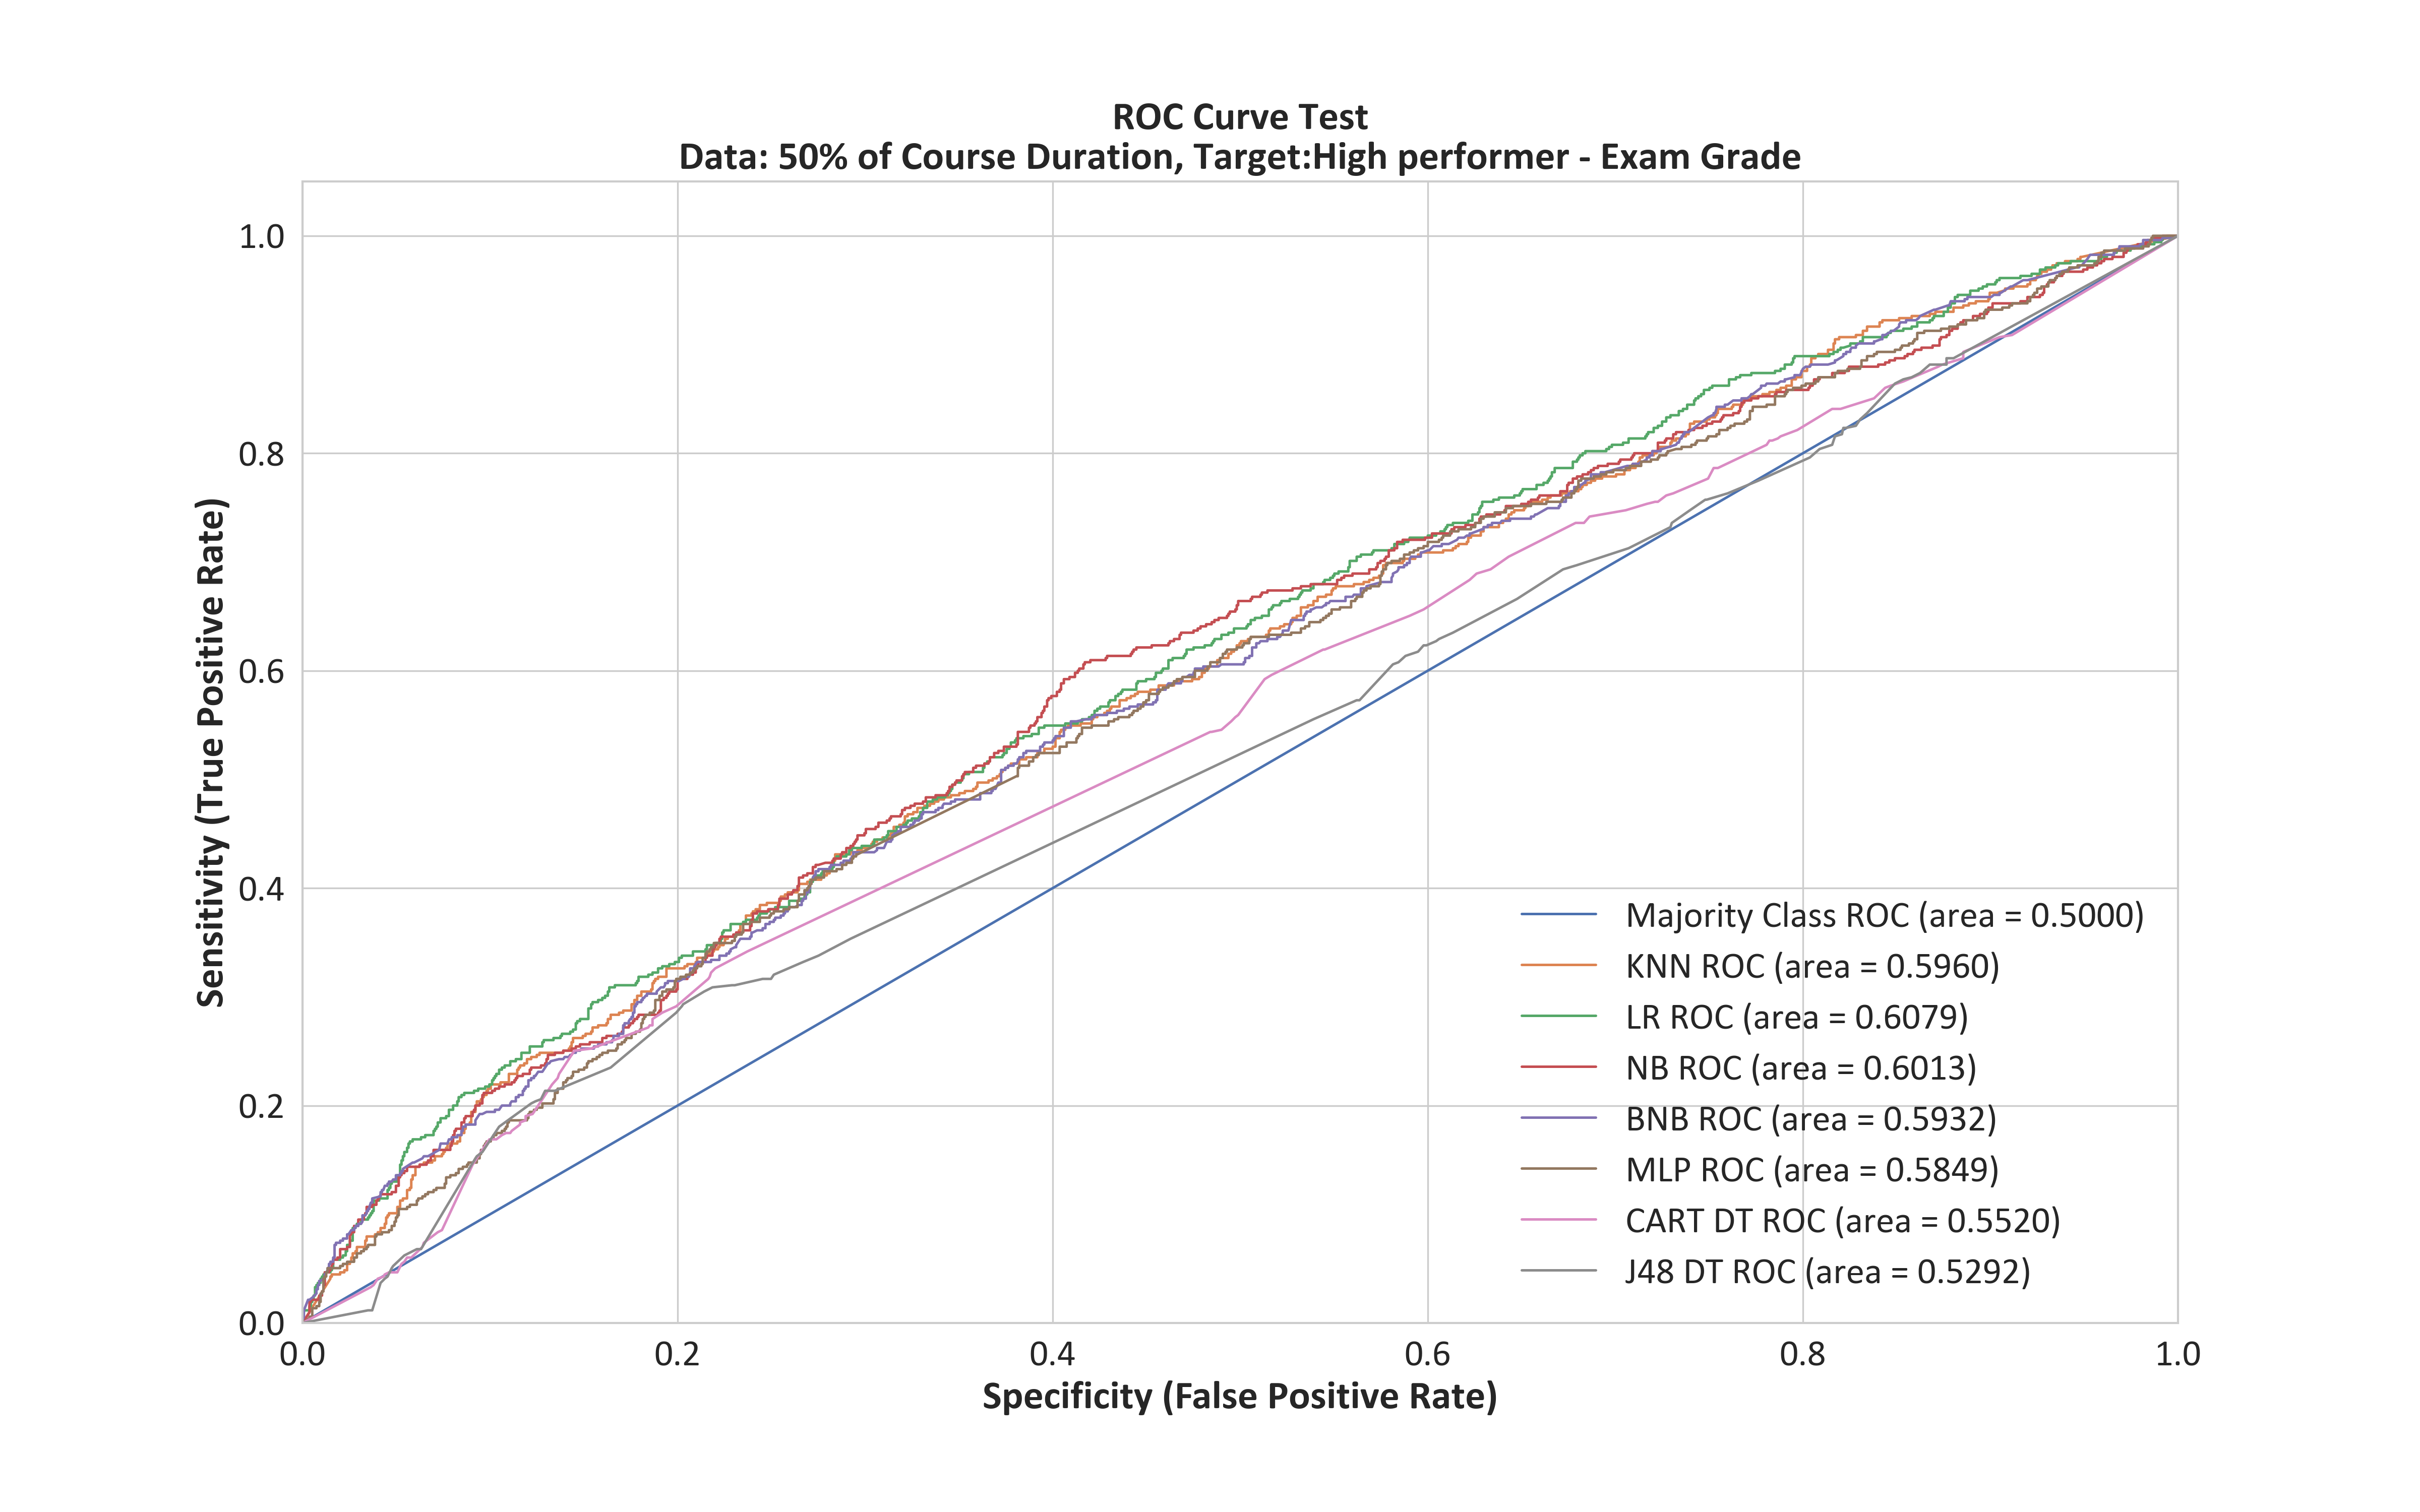 ROC Curve Test
Data: 50% of Course Duration, Target:High performer - Exam Grade
Sensitivity (True Positive Rate)
1.0
0.8
0.6
0.4
0.2
0.0
Majority Class ROC (area = 0.5000)
KNN ROC (area = 0.5960)
LR ROC (area = 0.6079)
NB ROC (area = 0.6013)
BNB ROC (area = 0.5932)
MLP ROC (area = 0.5849)
CART DT ROC (area = 0.5520)
J48 DT ROC (area = 0.5292)
0.0 0.2 0.4 0.6 0.8 1.0
Specificity (False Positive Rate)